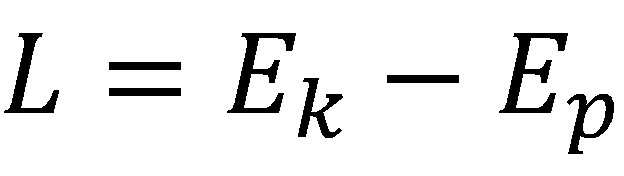 L = E_k − E_p